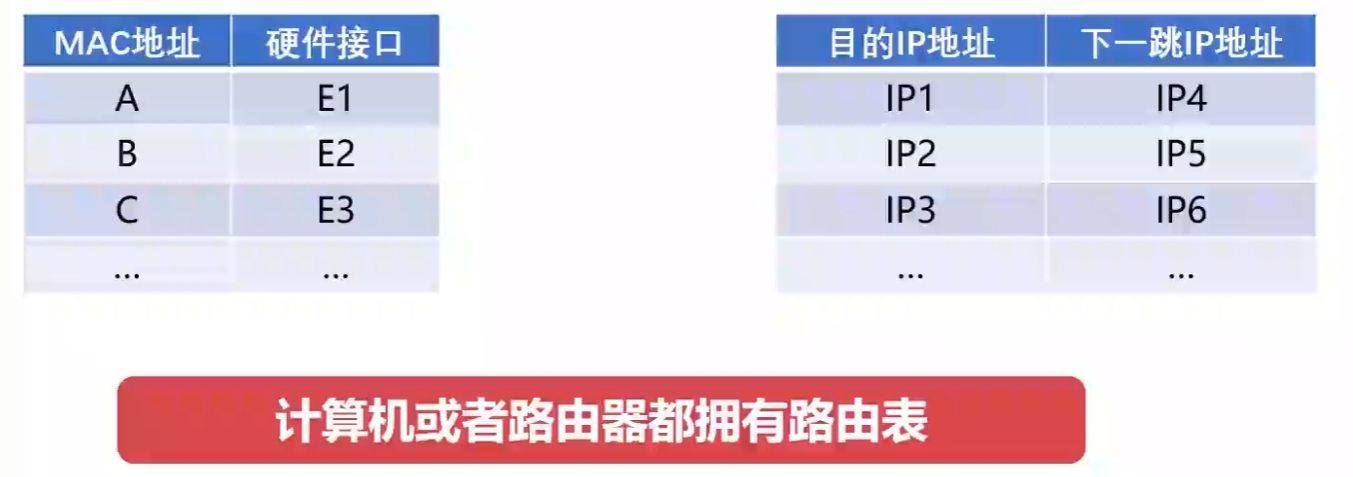 MAC地址 硬件接口
A E1
B E2
C E3
... ...
目的IP地址 下一跳IP地址
IP1 IP4
IP2 IP5
IP3 IP6
... ...
计算机或者路由器都拥有路由表